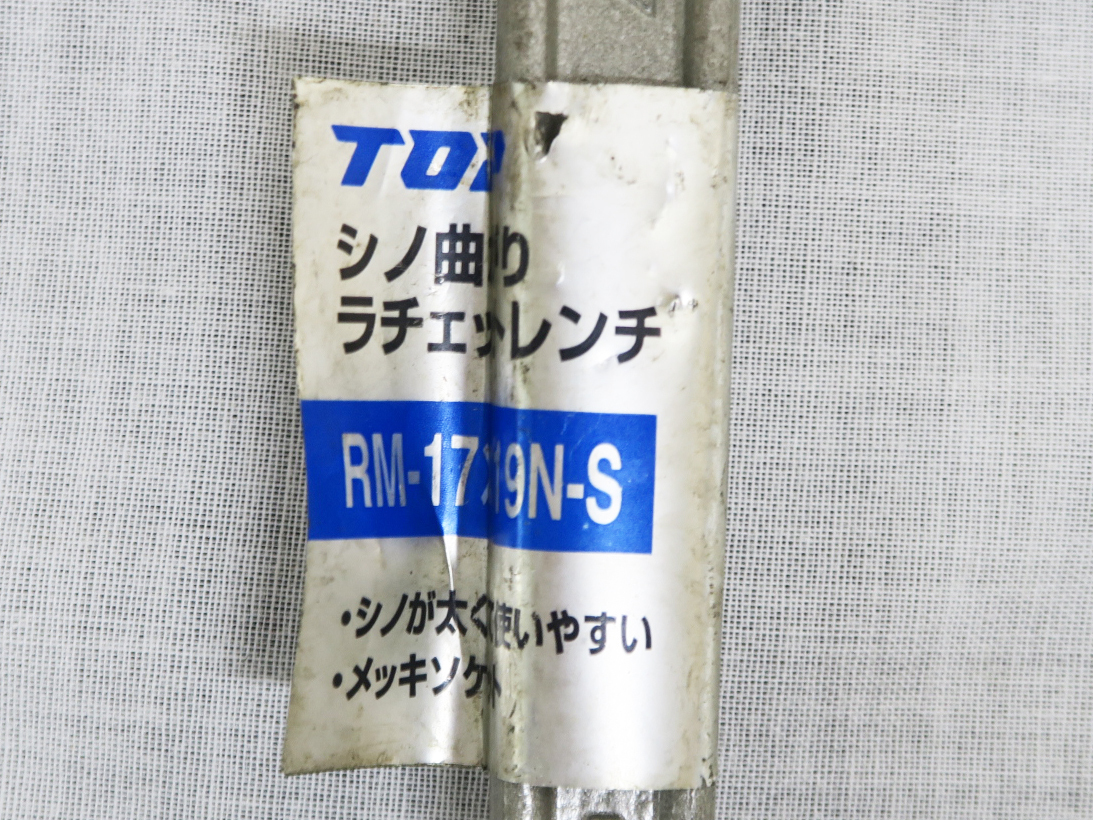 TOP
シノ曲り
ラチェットレンチ
RM-17×19N-S
・シノが太く使いやすい
・メッキソケット